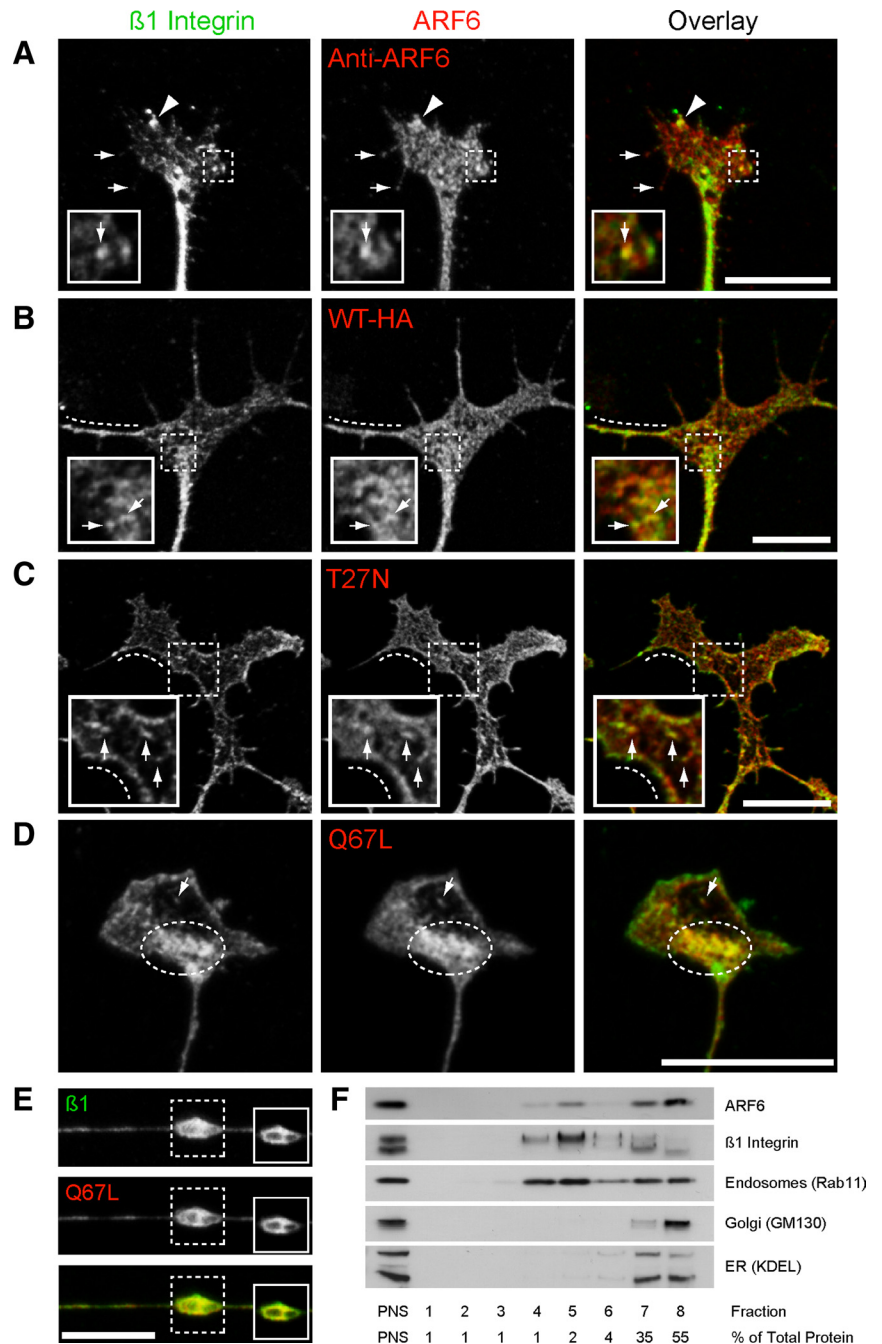 ß1 Integrin ARF6 Overlay
A Anti-ARF6
B WT-HA
C T27N
D Q67L
E ß1
Q67L
F ARF6
ß1 Integrin
Endosomes (Rab11)
Golgi (GM130)
ER (KDEL)
PNS 1 2 3 4 5 6 7 8 Fraction
PNS 1 1 1 1 2 4 35 55 % of Total Protein